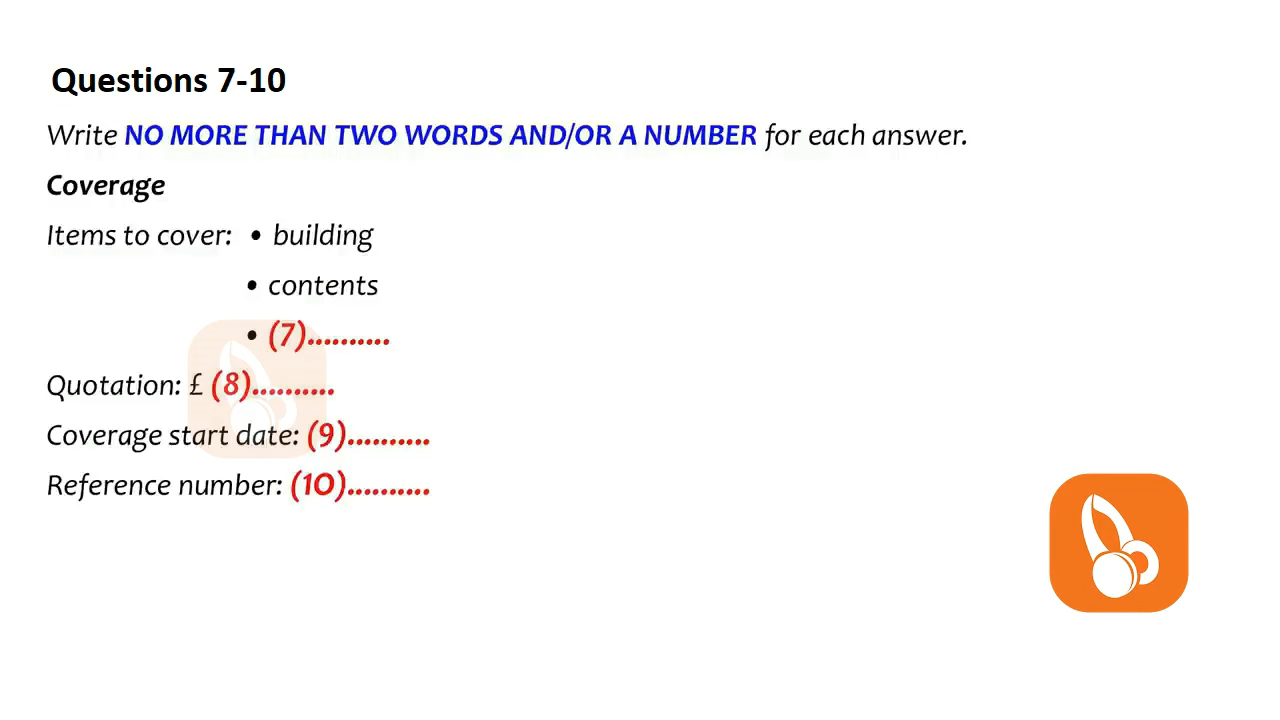 Questions 7-10
Write NO MORE THAN TWO WORDS AND/OR A NUMBER for each answer.
Coverage
Items to cover: • building
• contents
• (7)..........
Quotation: £ (8)..........
Coverage start date: (9)..........
Reference number: (10)..........